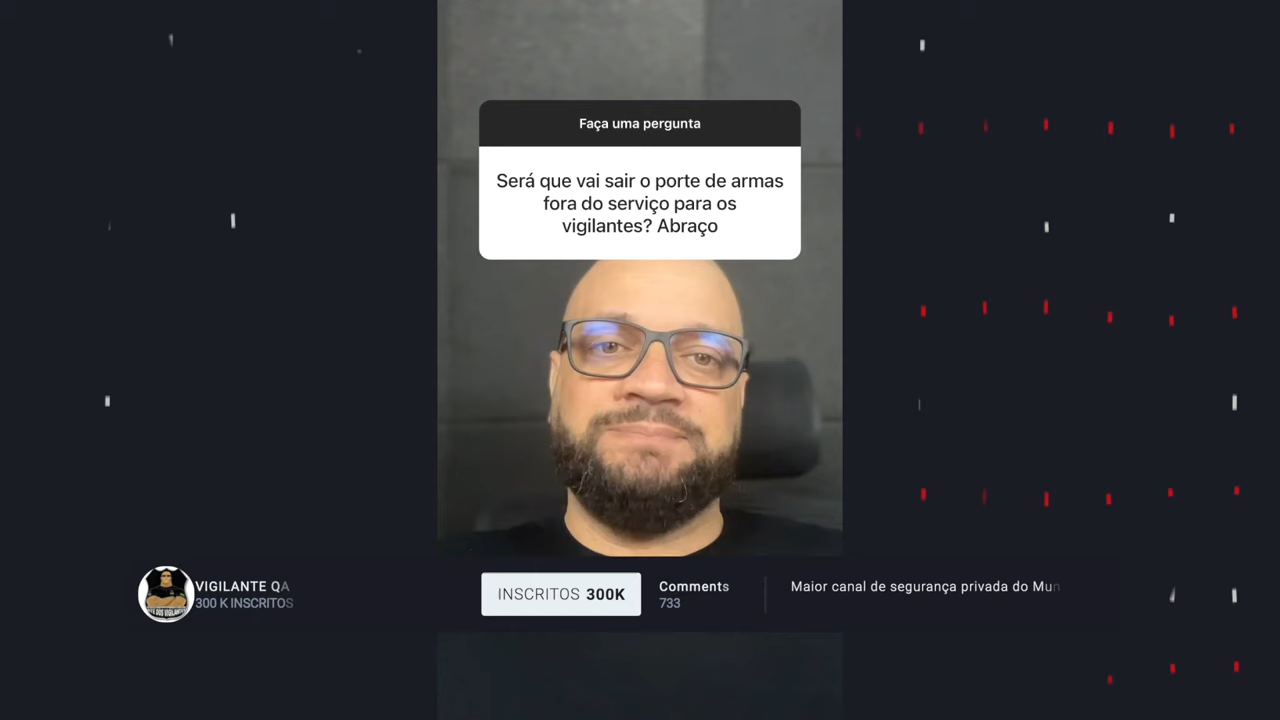 Faça uma pergunta
Será que vai sair o porte de armas
fora do serviço para os
vigilantes? Abraço
VIGILANTE QA
300 K INSCRITOS
INSCRITOS 300K
Comments
733
Maior canal de segurança privada do Mun